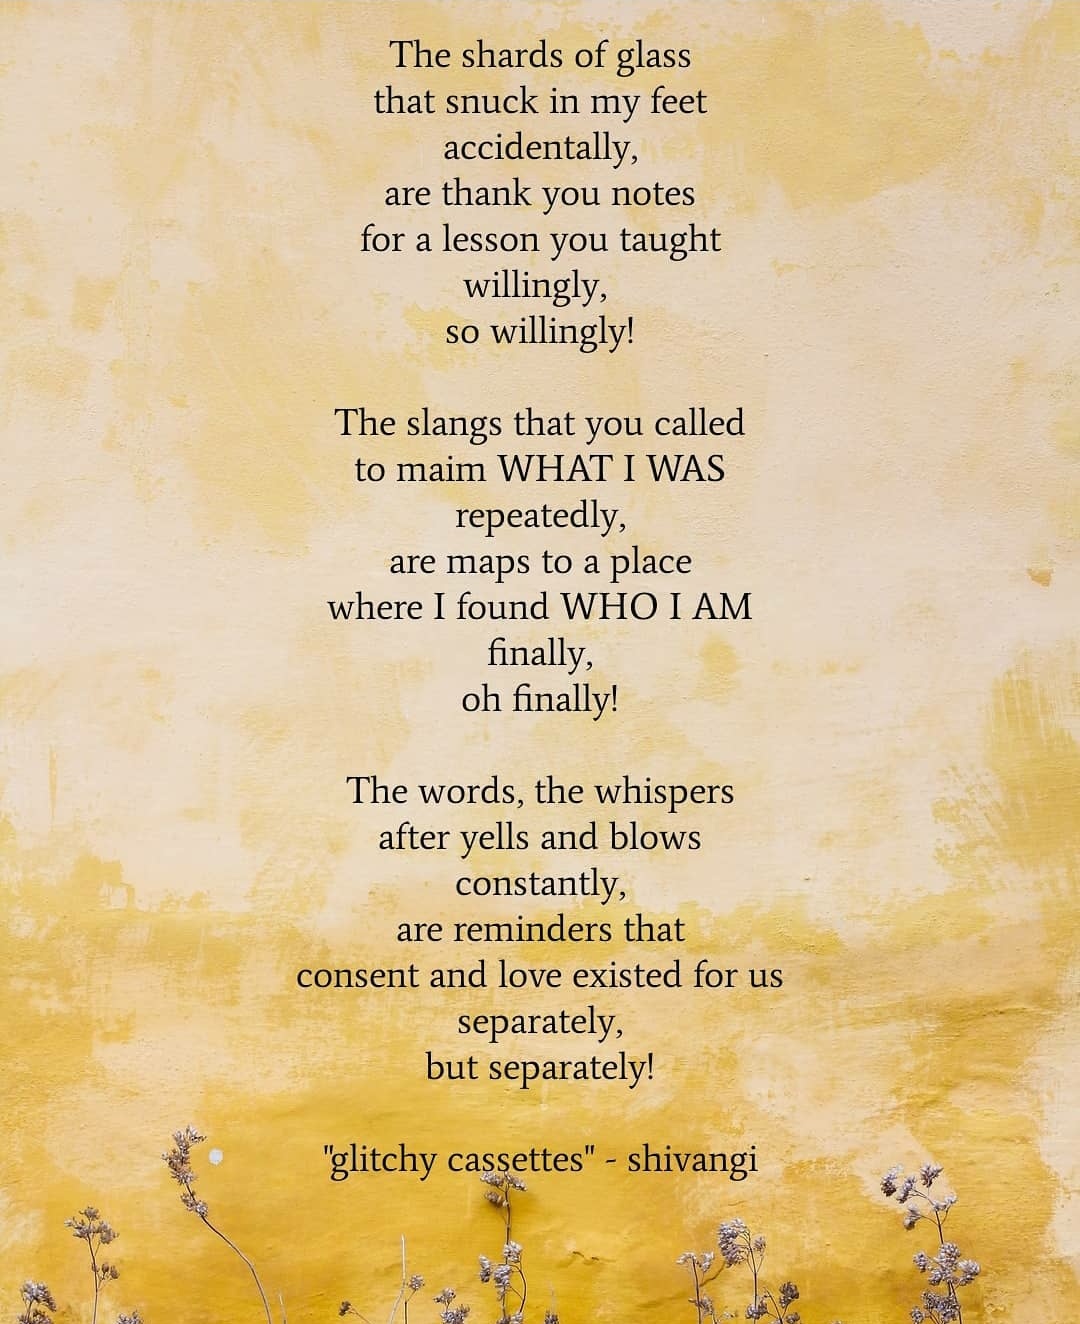 The shards of glass
that snuck in my feet
accidentally,
are thank you notes
for a lesson you taught
willingly,
so willingly!
The slangs that you called
to maim WHAT I WAS
repeatedly,
are maps to a place
where I found WHO I AM
finally,
oh finally!
The words, the whispers
after yells and blows
constantly,
are reminders that
consent and love existed for us
separately,
but separately!
"glitchy cassettes" - shivangi